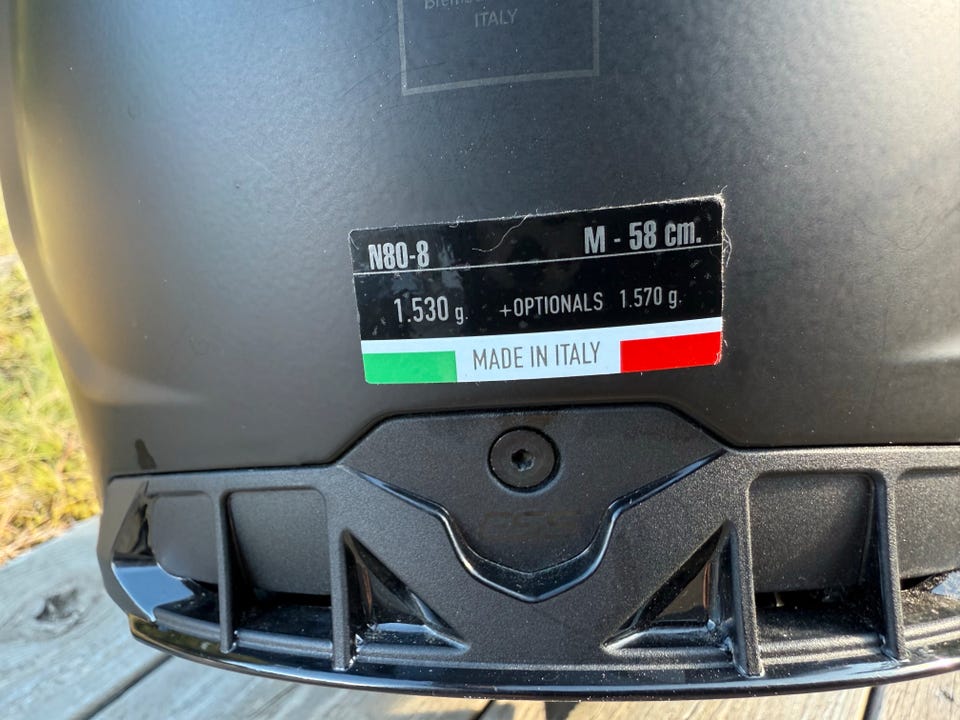 ITALY
N80-8 M - 58 cm.
1.530 g. +OPTIONALS 1.570 g.
MADE IN ITALY